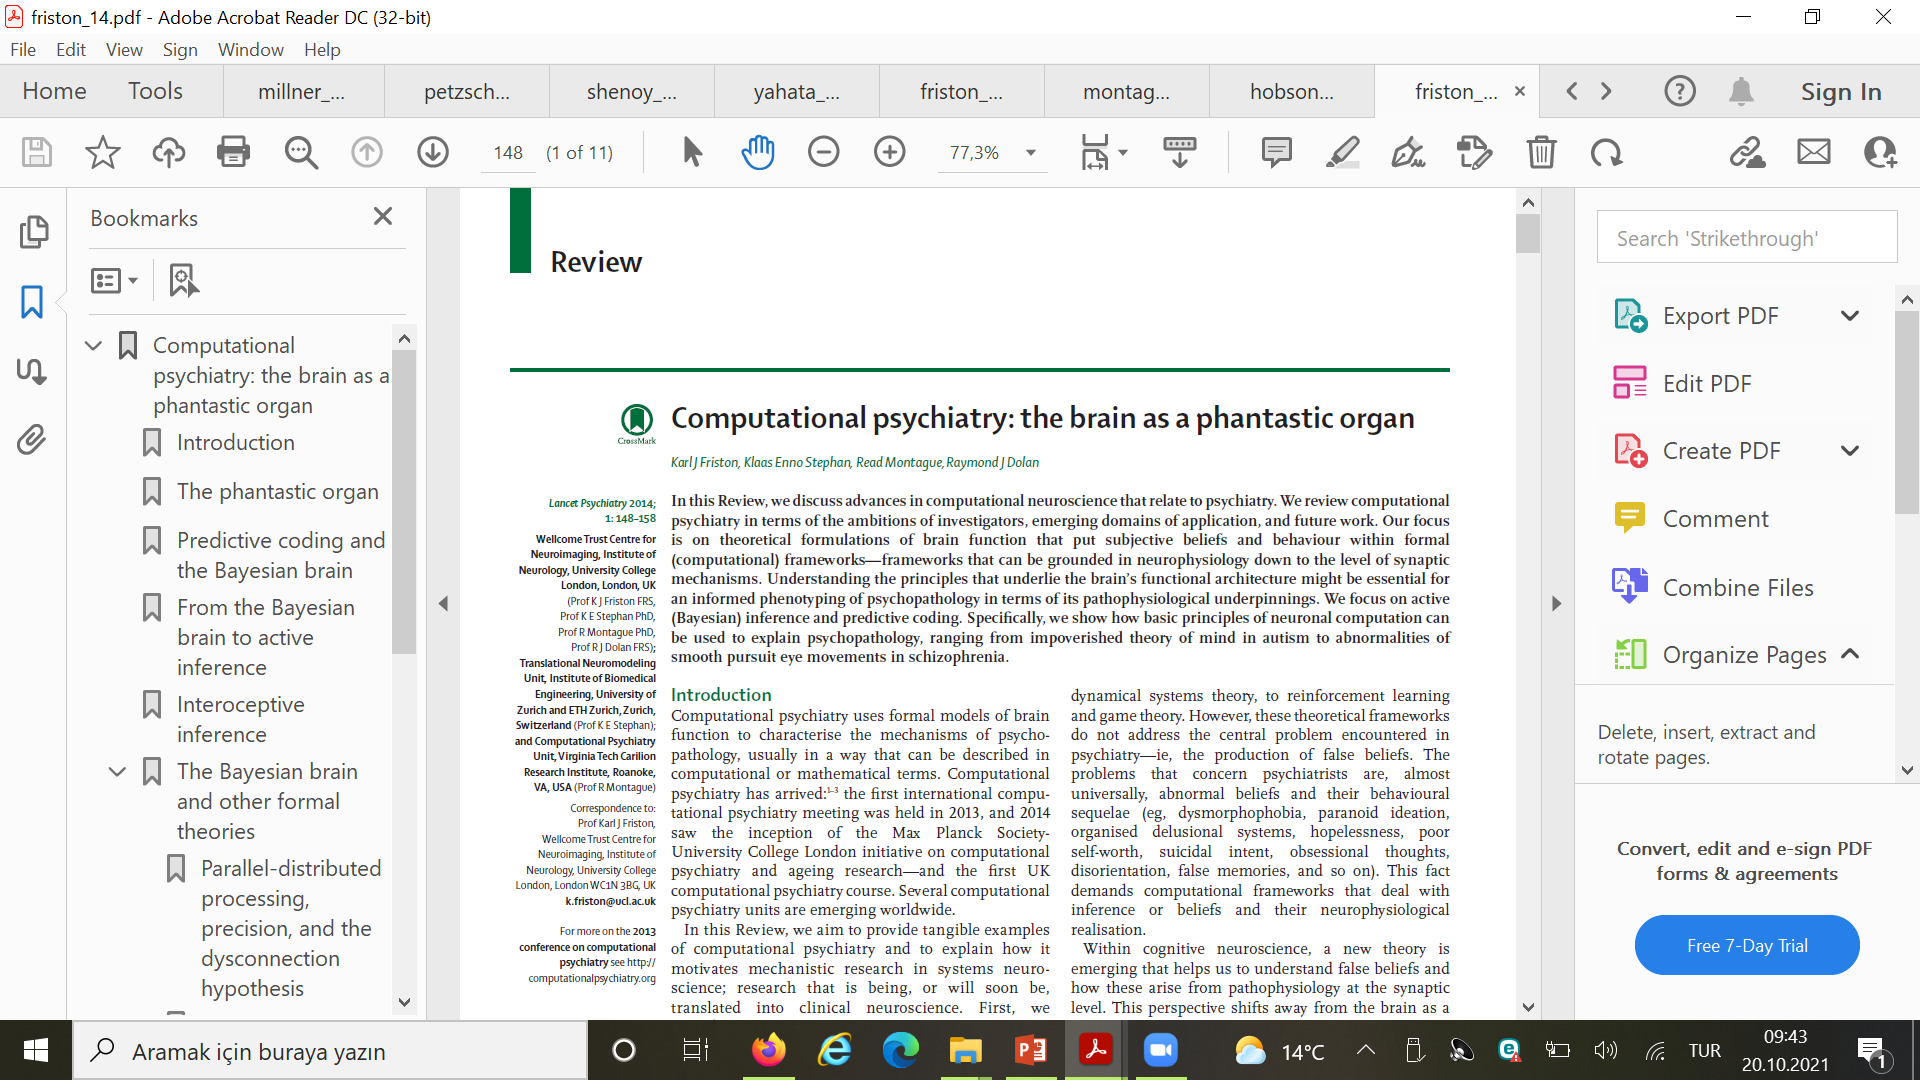 friston_14.pdf - Adobe Acrobat Reader DC (32-bit)
File Edit View Sign Window Help
Home Tools millner_... petzsch... shenoy_... yahata_... friston_... montag... hobson... friston_... Sign In
148 (1 of 11) 77,3%
Bookmarks
Computational
psychiatry: the brain as a
phantastic organ
Introduction
The phantastic organ
Predictive coding and
the Bayesian brain
From the Bayesian
brain to active
inference
Interoceptive
inference
The Bayesian brain
and other formal
theories
Parallel-distributed
processing,
precision, and the
dysconnection
hypothesis
Review
CrossMark
Computational psychiatry: the brain as a phantastic organ
Karl J Friston, Klaas Enno Stephan, Read Montague, Raymond J Dolan
Lancet Psychiatry 2014;
1: 148–158
Wellcome Trust Centre for
Neuroimaging, Institute of
Neurology, University College
London, London, UK
(Prof K J Friston FRS,
Prof K E Stephan PhD,
Prof R Montague PhD,
Prof R J Dolan FRS);
Translational Neuromodeling
Unit, Institute of Biomedical
Engineering, University of
Zurich and ETH Zurich, Zurich,
Switzerland (Prof K E Stephan);
and Computational Psychiatry
Unit, Virginia Tech Carilion
Research Institute, Roanoke,
VA, USA (Prof R Montague)
Correspondence to:
Prof Karl J Friston,
Wellcome Trust Centre for
Neuroimaging, Institute of
Neurology, University College
London, London WC1N 3BG, UK
k.friston@ucl.ac.uk
For more on the 2013
conference on computational
psychiatry see http://
computationalpsychiatry.org
In this Review, we discuss advances in computational neuroscience that relate to psychiatry. We review computational
psychiatry in terms of the ambitions of investigators, emerging domains of application, and future work. Our focus
is on theoretical formulations of brain function that put subjective beliefs and behaviour within formal
(computational) frameworks—frameworks that can be grounded in neurophysiology down to the level of synaptic
mechanisms. Understanding the principles that underlie the brain's functional architecture might be essential for
an informed phenotyping of psychopathology in terms of its pathophysiological underpinnings. We focus on active
(Bayesian) inference and predictive coding. Specifically, we show how basic principles of neuronal computation can
be used to explain psychopathology, ranging from impoverished theory of mind in autism to abnormalities of
smooth pursuit eye movements in schizophrenia.
Introduction
Computational psychiatry uses formal models of brain
function to characterise the mechanisms of psycho-
pathology, usually in a way that can be described in
computational or mathematical terms. Computational
psychiatry has arrived:1–3 the first international compu-
tational psychiatry meeting was held in 2013, and 2014
saw the inception of the Max Planck Society-
University College London initiative on computational
psychiatry and ageing research—and the first UK
computational psychiatry course. Several computational
psychiatry units are emerging worldwide.
In this Review, we aim to provide tangible examples
of computational psychiatry and to explain how it
motivates mechanistic research in systems neuro-
science; research that is being, or will soon be,
translated into clinical neuroscience. First, we
dynamical systems theory, to reinforcement learning
and game theory. However, these theoretical frameworks
do not address the central problem encountered in
psychiatry—ie, the production of false beliefs. The
problems that concern psychiatrists are, almost
universally, abnormal beliefs and their behavioural
sequelae (eg, dysmorphophobia, paranoid ideation,
organised delusional systems, hopelessness, poor
self-worth, suicidal intent, obsessional thoughts,
disorientation, false memories, and so on). This fact
demands computational frameworks that deal with
inference or beliefs and their neurophysiological
realisation.
Within cognitive neuroscience, a new theory is
emerging that helps us to understand false beliefs and
how these arise from pathophysiology at the synaptic
level. This perspective shifts away from the brain as a
Search 'Strikethrough'
Export PDF
Edit PDF
Create PDF
Comment
Combine Files
Organize Pages
Delete, insert, extract and
rotate pages.
Convert, edit and e-sign PDF
forms & agreements
Free 7-Day Trial
Aramak için buraya yazın
14°C
TUR
09:43
20.10.2021
1